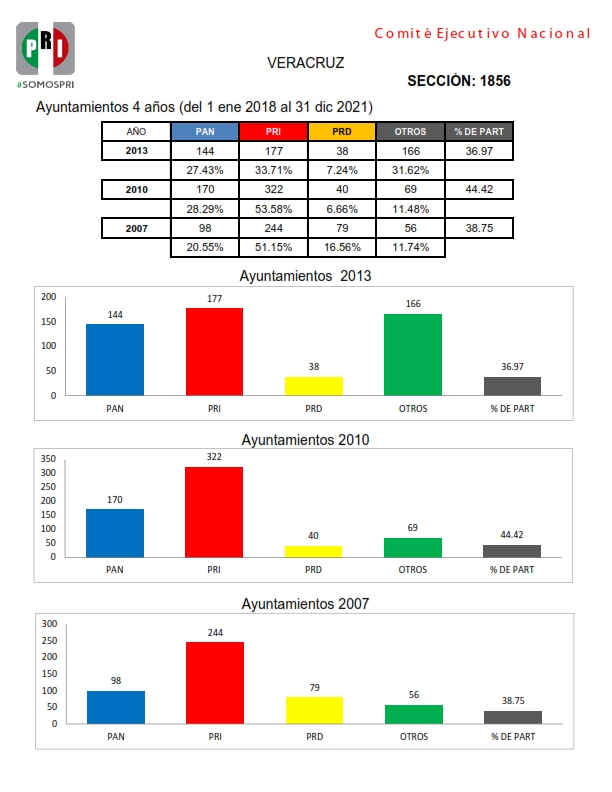 Comité Ejecutivo Nacional
PRI
#SOMOSPRI
VERACRUZ
SECCIÓN: 1856
Ayuntamientos 4 años (del 1 ene 2018 al 31 dic 2021)
AÑO PAN PRI PRD OTROS % DE PART
2013 144 177 38 166 36.97
27.43% 33.71% 7.24% 31.62%
2010 170 322 40 69 44.42
28.29% 53.58% 6.66% 11.48%
2007 98 244 79 56 38.75
20.55% 51.15% 16.56% 11.74%
Ayuntamientos 2013
200
150
100
50
0
144 177 38 166 36.97
PAN PRI PRD OTROS % DE PART
Ayuntamientos 2010
350
300
250
200
150
100
50
0
170 322 40 69 44.42
PAN PRI PRD OTROS % DE PART
Ayuntamientos 2007
300
250
200
150
100
50
0
98 244 79 56 38.75
PAN PRI PRD OTROS % DE PART